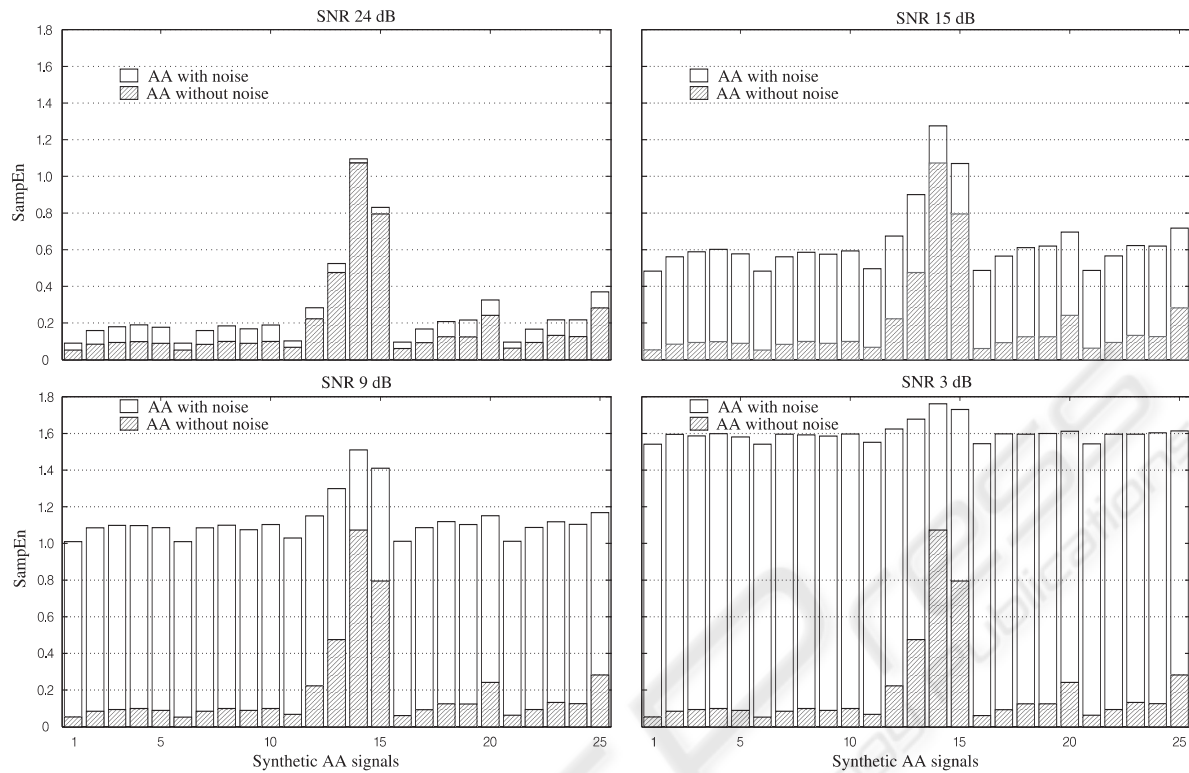 SNR 24 dB
SNR 15 dB
1.8
1.6
1.4
1.2
1.0
0.8
0.6
0.4
0.2
0
SampEn
AA with noise
AA without noise
AA with noise
AA without noise
SNR 9 dB
SNR 3 dB
1.8
1.6
1.4
1.2
1.0
0.8
0.6
0.4
0.2
0
SampEn
AA with noise
AA without noise
AA with noise
AA without noise
1 5 10 15 20 25
1 5 10 15 20 25
Synthetic AA signals
Synthetic AA signals
Press
Publications